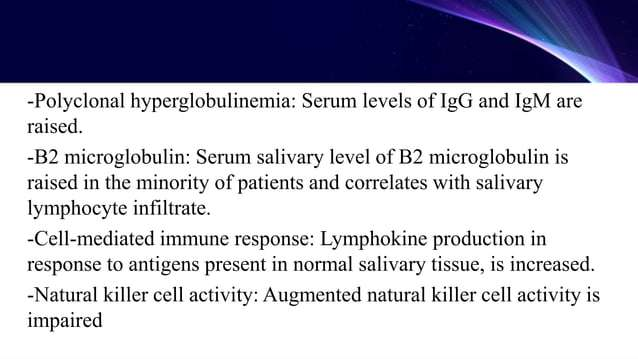 -Polyclonal hyperglobulinemia: Serum levels of IgG and IgM are
raised.
-B2 microglobulin: Serum salivary level of B2 microglobulin is
raised in the minority of patients and correlates with salivary
lymphocyte infiltrate.
-Cell-mediated immune response: Lymphokine production in
response to antigens present in normal salivary tissue, is increased.
-Natural killer cell activity: Augmented natural killer cell activity is
impaired